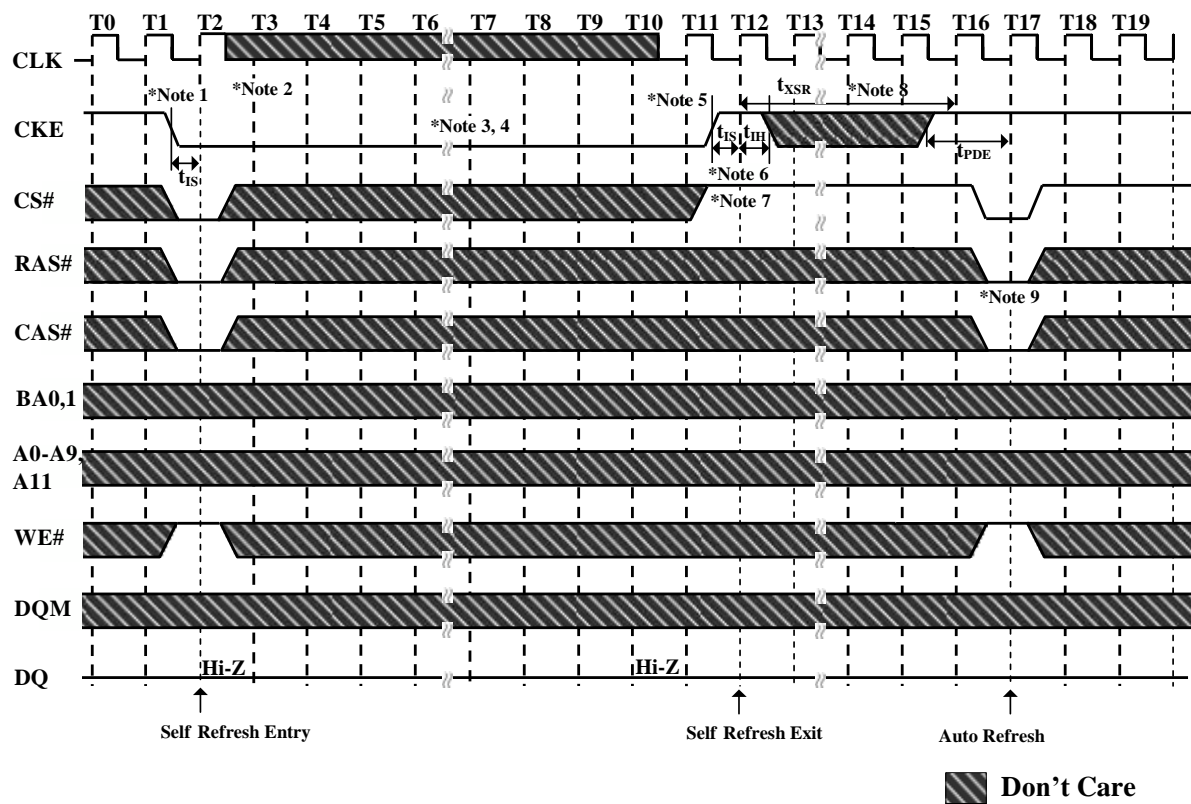 T0 T1 T2 T3 T4 T5 T6 T7 T8 T9 T10 T11 T12 T13 T14 T15 T16 T17 T18 T19
CLK
*Note 1 *Note 2 *Note 5 tXSR *Note 8
CKE *Note 3, 4 tIS tIH
tIS tPDE
*Note 6
CS# *Note 7
RAS#
*Note 9
CAS#
BA0,1
A0-A9,
A11
WE#
DQM
Hi-Z Hi-Z
DQ
Self Refresh Entry Self Refresh Exit Auto Refresh
Don't Care